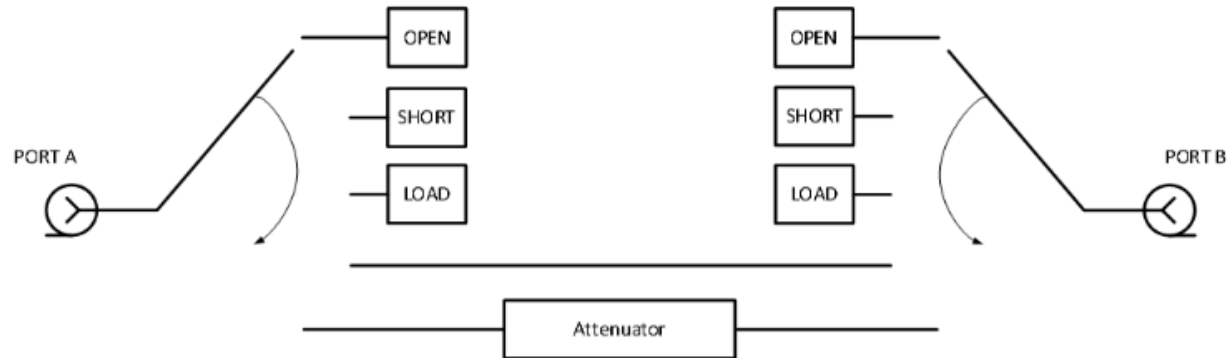 OPEN
OPEN
SHORT
SHORT
PORT A
PORT B
LOAD
LOAD
Attenuator